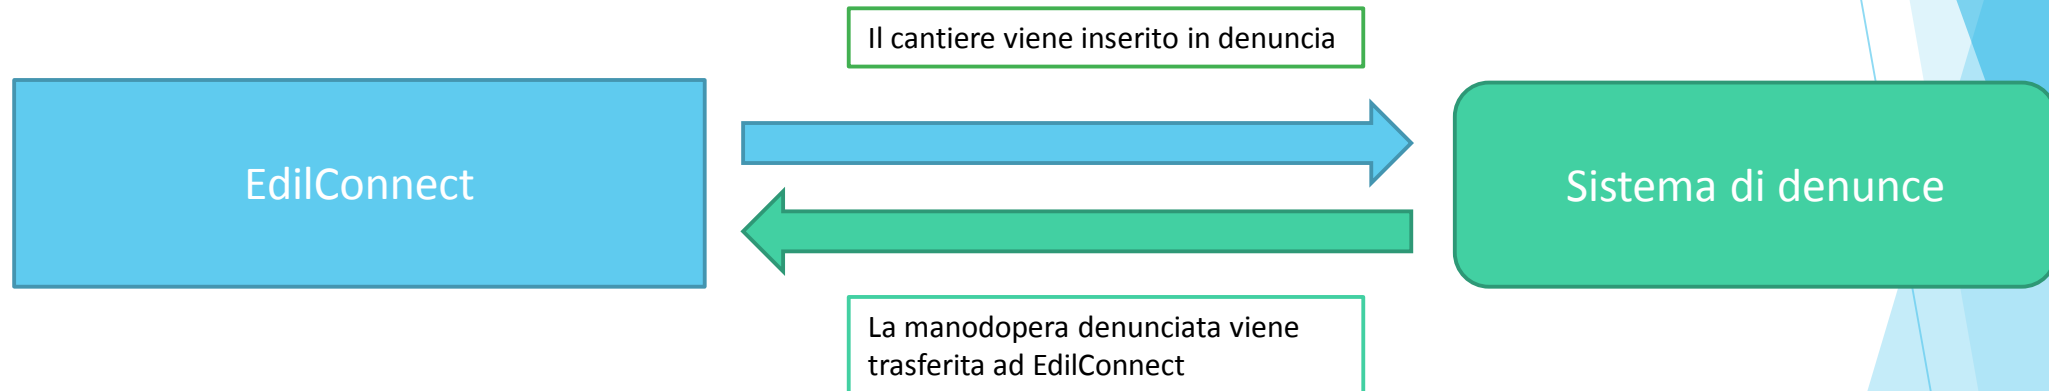 Il cantiere viene inserito in denuncia
EdilConnect
Sistema di denunce
La manodopera denunciata viene
trasferita ad EdilConnect